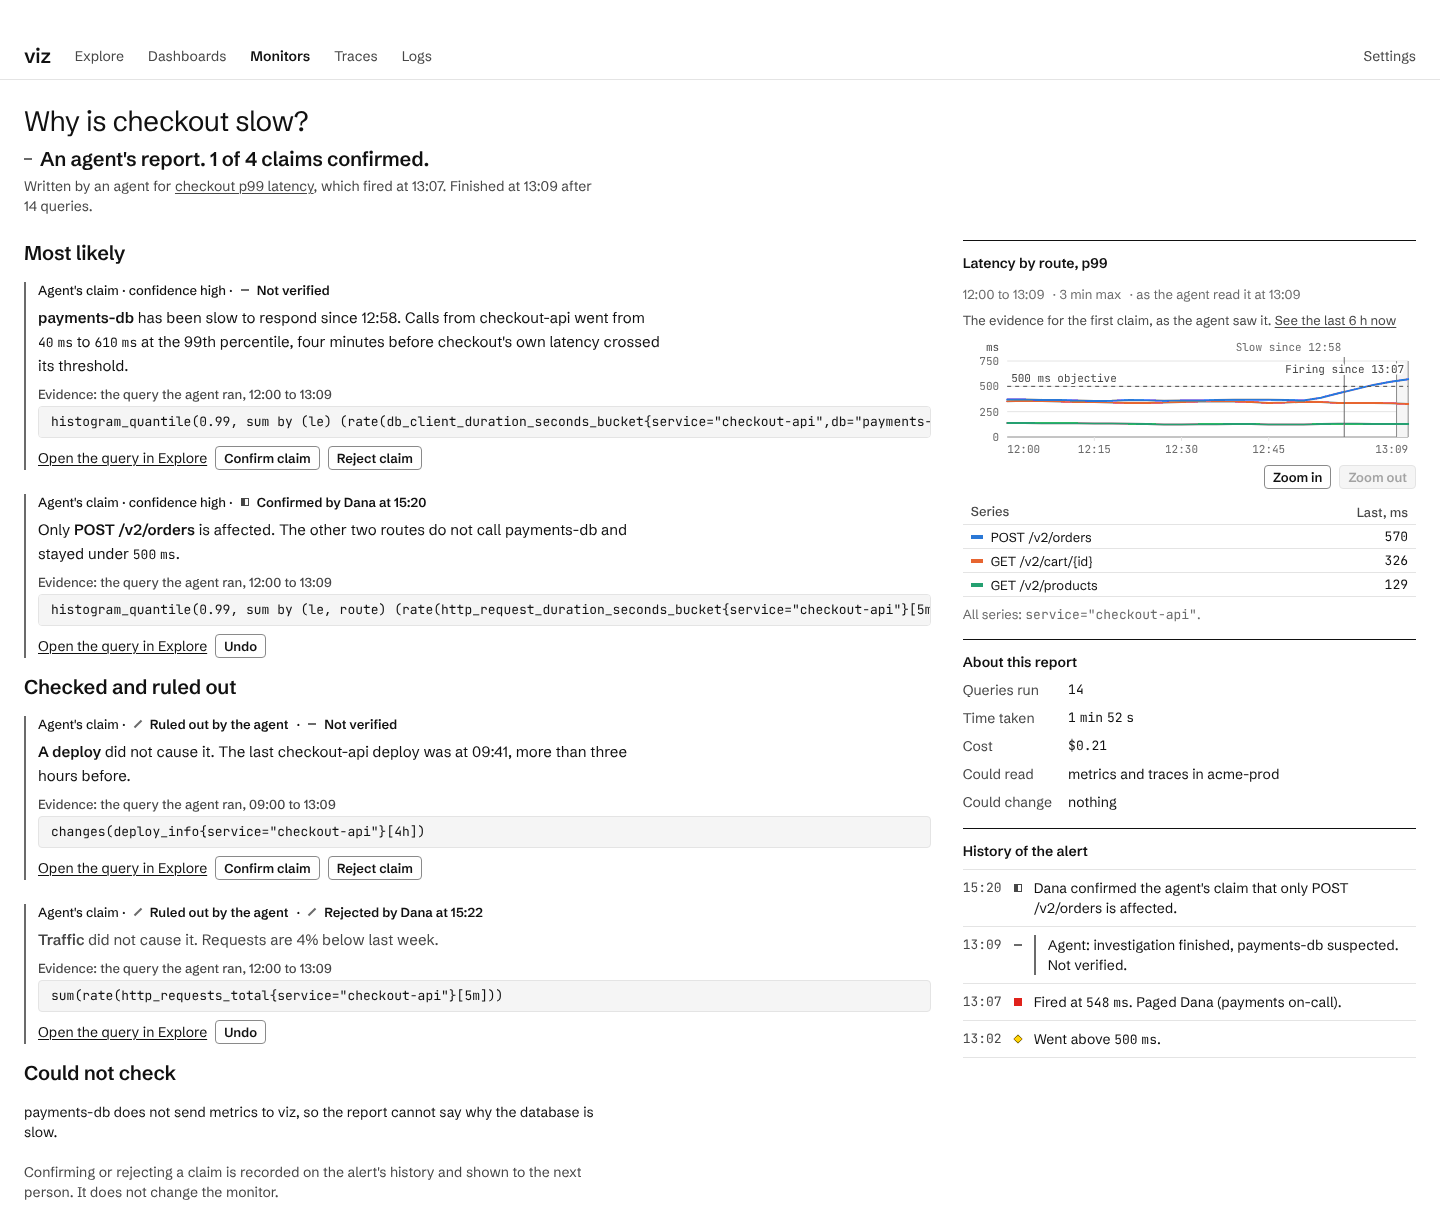 viz Explore Dashboards Monitors Traces Logs Settings
Why is checkout slow?
An agent's report. 1 of 4 claims confirmed.
Written by an agent for checkout p99 latency, which fired at 13:07. Finished at 13:09 after
14 queries.
Most likely
Agent's claim · confidence high · – Not verified
payments-db has been slow to respond since 12:58. Calls from checkout-api went from
40 ms to 610 ms at the 99th percentile, four minutes before checkout's own latency crossed
its threshold.
Evidence: the query the agent ran, 12:00 to 13:09
histogram_quantile(0.99, sum by (le) (rate(db_client_duration_seconds_bucket{service="checkout-api",db="payments-
Open the query in Explore Confirm claim Reject claim
Agent's claim · confidence high · Confirmed by Dana at 15:20
Only POST /v2/orders is affected. The other two routes do not call payments-db and
stayed under 500 ms.
Evidence: the query the agent ran, 12:00 to 13:09
histogram_quantile(0.99, sum by (le, route) (rate(http_request_duration_seconds_bucket{service="checkout-api"}[5m
Open the query in Explore Undo
Checked and ruled out
Agent's claim · Ruled out by the agent · – Not verified
A deploy did not cause it. The last checkout-api deploy was at 09:41, more than three
hours before.
Evidence: the query the agent ran, 09:00 to 13:09
changes(deploy_info{service="checkout-api"}[4h])
Open the query in Explore Confirm claim Reject claim
Agent's claim · Ruled out by the agent · Rejected by Dana at 15:22
Traffic did not cause it. Requests are 4% below last week.
Evidence: the query the agent ran, 12:00 to 13:09
sum(rate(http_requests_total{service="checkout-api"}[5m]))
Open the query in Explore Undo
Could not check
payments-db does not send metrics to viz, so the report cannot say why the database is
slow.
Confirming or rejecting a claim is recorded on the alert's history and shown to the next
person. It does not change the monitor.
Latency by route, p99
12:00 to 13:09 · 3 min max · as the agent read it at 13:09
The evidence for the first claim, as the agent saw it. See the last 6 h now
ms Slow since 12:58
750
Firing since 13:07
500 500 ms objective
250
0
12:00 12:15 12:30 12:45 13:09
Zoom in Zoom out
Series Last, ms
POST /v2/orders 570
GET /v2/cart/{id} 326
GET /v2/products 129
All series: service="checkout-api".
About this report
Queries run 14
Time taken 1 min 52 s
Cost $0.21
Could read metrics and traces in acme-prod
Could change nothing
History of the alert
15:20 Dana confirmed the agent's claim that only POST
/v2/orders is affected.
13:09 Agent: investigation finished, payments-db suspected.
Not verified.
13:07 Fired at 548 ms. Paged Dana (payments on-call).
13:02 Went above 500 ms.